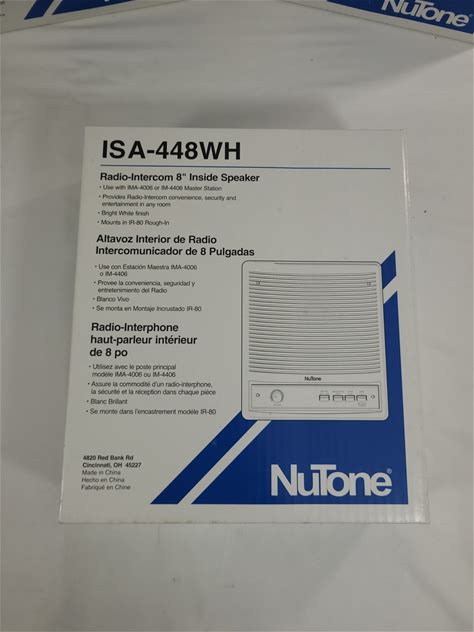 NuTone
ISA-448WH
Radio-Intercom 8" Inside Speaker
• Use with IMA-4006 or IM-4406 Master Station
• Provides Radio-Intercom convenience, security and
entertainment in any room
• Bright White finish
• Mounts in IR-80 Rough-In
Altavoz Interior de Radio
Intercomunicador de 8 Pulgadas
• Use con Estación Maestra IMA-4006
o IM-4406
• Provee la conveniencia, seguridad y
entretenimiento del Radio
• Blanco Vivo
• Se monta en Montaje Incrustado IR-80
Radio-Interphone
haut-parleur intérieur
de 8 po
• Utilisez avec le poste principal
modèle IMA-4006 ou IM-4406
• Assure la commodité d'un radio-interphone,
la sécurité et la réception dans chaque pièce
• Blanc Brillant
• Se monte dans l'encastrement modèle IR-80
NuTone
4820 Red Bank Rd
Cincinnati, OH 45227
Made in China
Hecho en China
Fabriqué en Chine
NuTone®